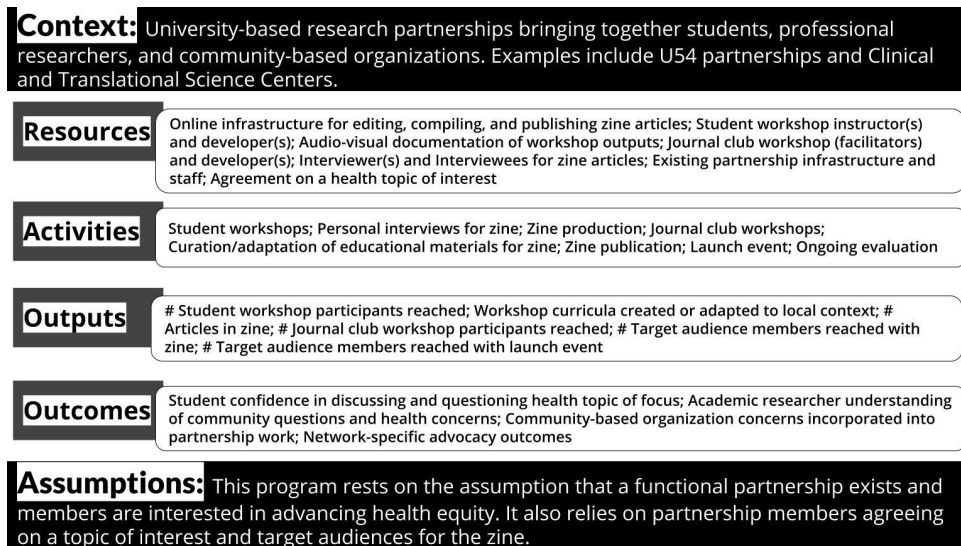 Context: University-based research partnerships bringing together students, professional
researchers, and community-based organizations. Examples include U54 partnerships and Clinical
and Translational Science Centers.
Resources
Online infrastructure for editing, compiling, and publishing zine articles; Student workshop instructor(s)
and developer(s); Audio-visual documentation of workshop outputs; Journal club workshop (facilitators)
and developer(s); Interviewer(s) and Interviewees for zine articles; Existing partnership infrastructure and
staff; Agreement on a health topic of interest
Activities
Student workshops; Personal interviews for zine; Zine production; Journal club workshops;
Curation/adaptation of educational materials for zine; Zine publication; Launch event; Ongoing evaluation
Outputs
# Student workshop participants reached; Workshop curricula created or adapted to local context; #
Articles in zine; # Journal club workshop participants reached; # Target audience members reached with
zine; # Target audience members reached with launch event
Outcomes
Student confidence in discussing and questioning health topic of focus; Academic researcher understanding
of community questions and health concerns; Community-based organization concerns incorporated into
partnership work; Network-specific advocacy outcomes
Assumptions: This program rests on the assumption that a functional partnership exists and
members are interested in advancing health equity. It also relies on partnership members agreeing
on a topic of interest and target audiences for the zine.